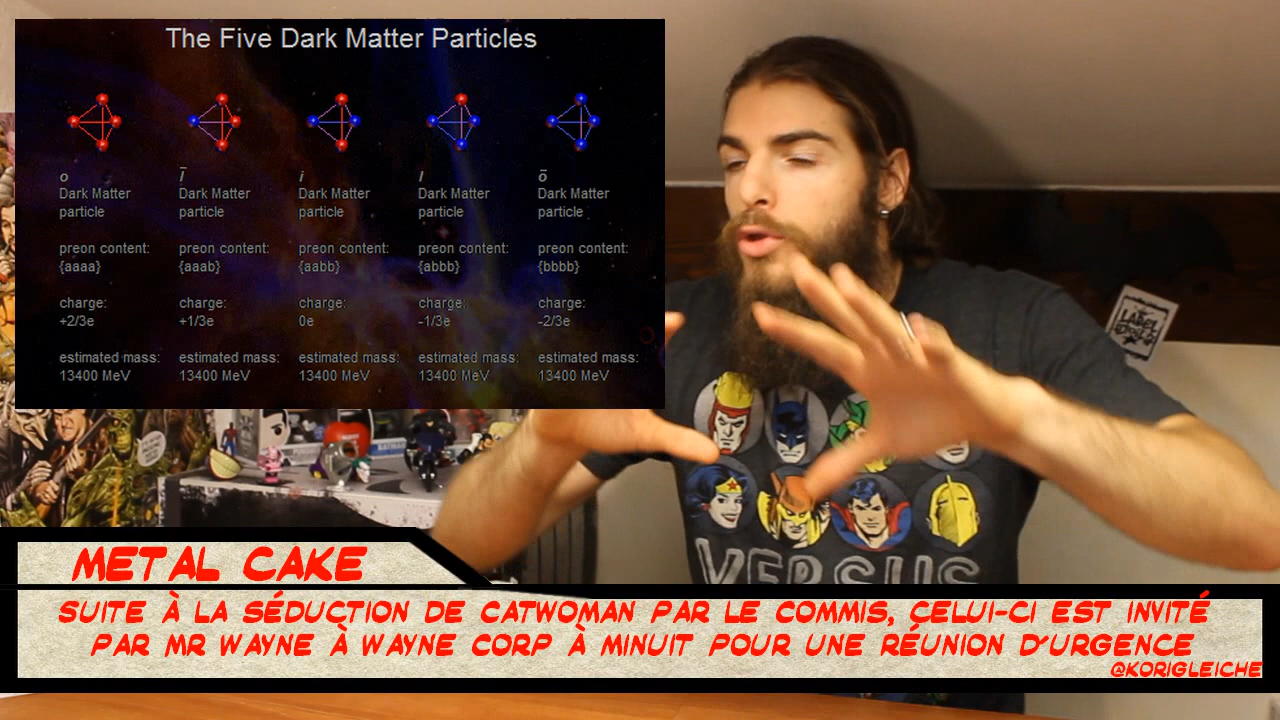 The Five Dark Matter Particles
o
Dark Matter
particle
preon content:
{aaaa}
charge:
+2/3e
estimated mass:
13400 MeV
l̄
Dark Matter
particle
preon content:
{aaab}
charge:
+1/3e
estimated mass:
13400 MeV
i
Dark Matter
particle
preon content:
{aabb}
charge:
0e
estimated mass:
13400 MeV
l
Dark Matter
particle
preon content:
{abbb}
charge:
-1/3e
estimated mass:
13400 MeV
ō
Dark Matter
particle
preon content:
{bbbb}
charge:
-2/3e
estimated mass:
13400 MeV
LABEL
VERSUS
METAL CAKE
SUITE À LA SÉDUCTION DE CATWOMAN PAR LE COMMIS, CELUI-CI EST INVITÉ
PAR MR WAYNE À WAYNE CORP À MINUIT POUR UNE RÉUNION D'URGENCE
@KORIGLEICHE